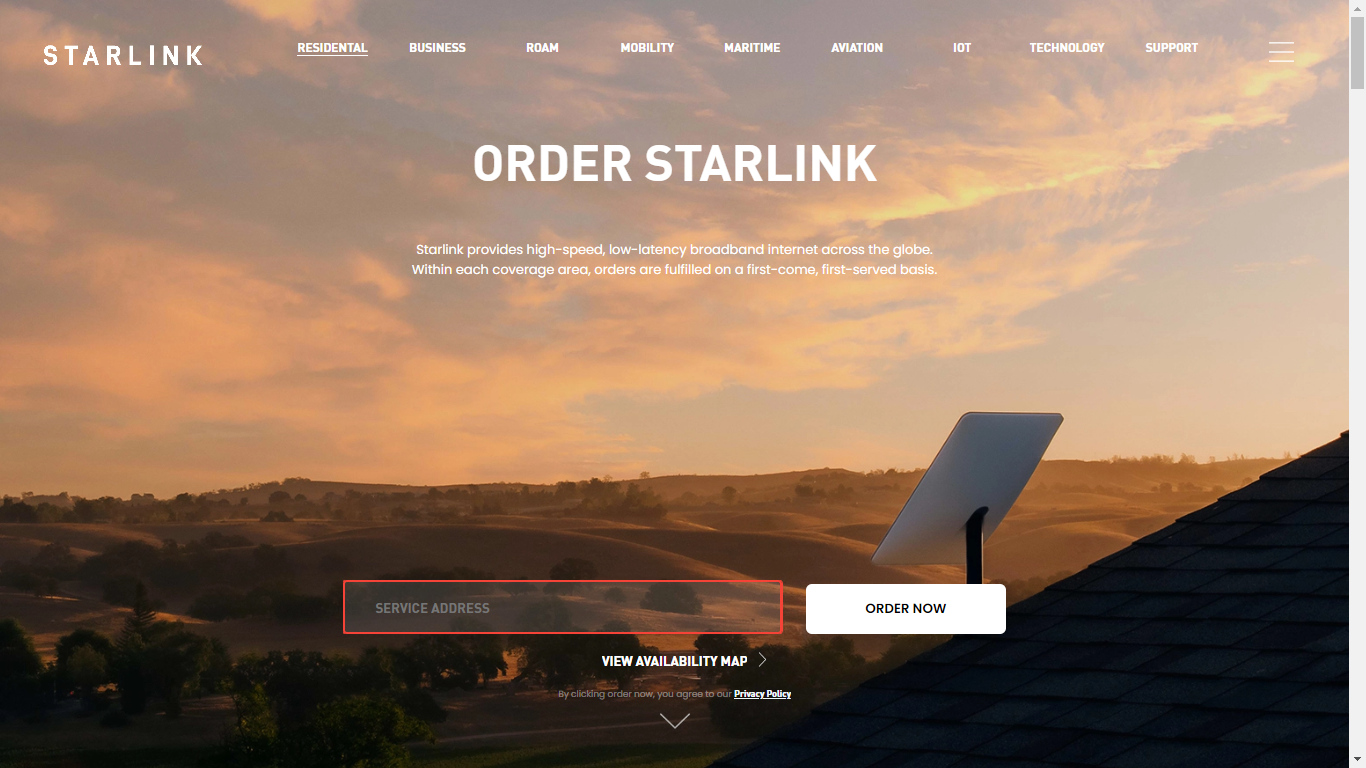 STARLINK
RESIDENTAL BUSINESS ROAM MOBILITY MARITIME AVIATION IOT TECHNOLOGY SUPPORT
ORDER STARLINK
Starlink provides high-speed, low-latency broadband internet across the globe.
Within each coverage area, orders are fulfilled on a first-come, first-served basis.
SERVICE ADDRESS
ORDER NOW
VIEW AVAILABILITY MAP
By clicking order now, you agree to our Privacy Policy